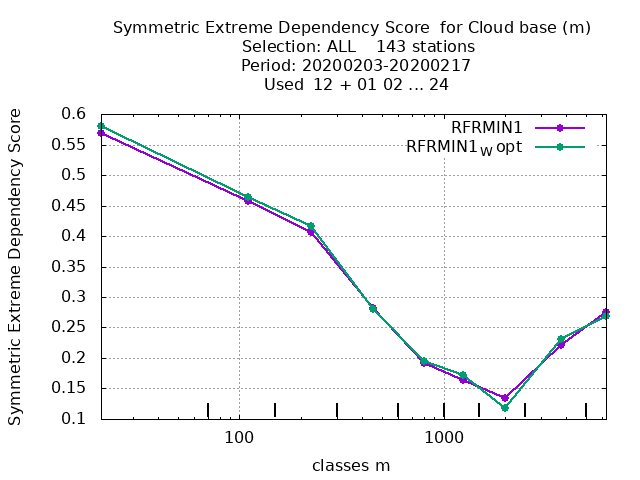 Symmetric Extreme Dependency Score  for Cloud base (m)
Selection: ALL    143 stations
Period: 20200203-20200217
Used  12 + 01 02 ... 24
Symmetric Extreme Dependency Score
0.6
0.55
0.5
0.45
0.4
0.35
0.3
0.25
0.2
0.15
0.1
RFRMIN1
RFRMIN1W opt
100
1000
classes m